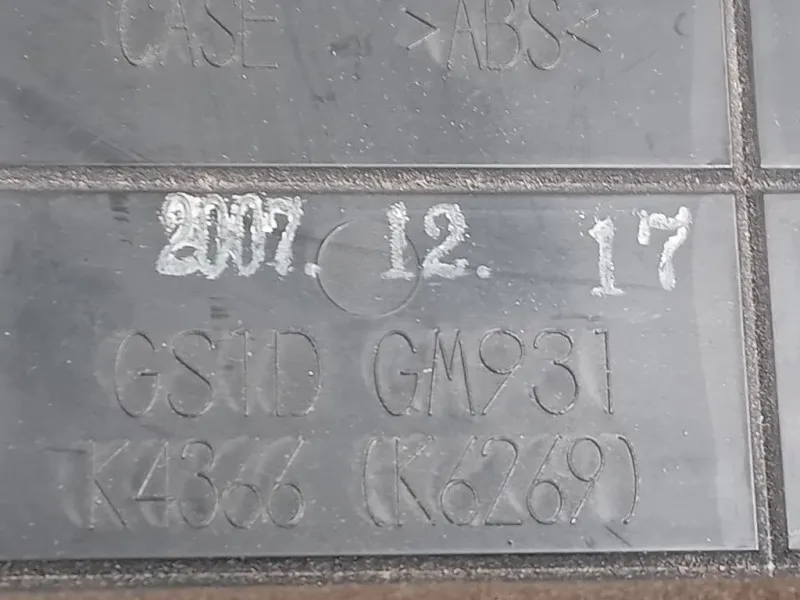 CASE >ABS<
2007. 12. 17
GS1D GM931
K4366 (K6269)